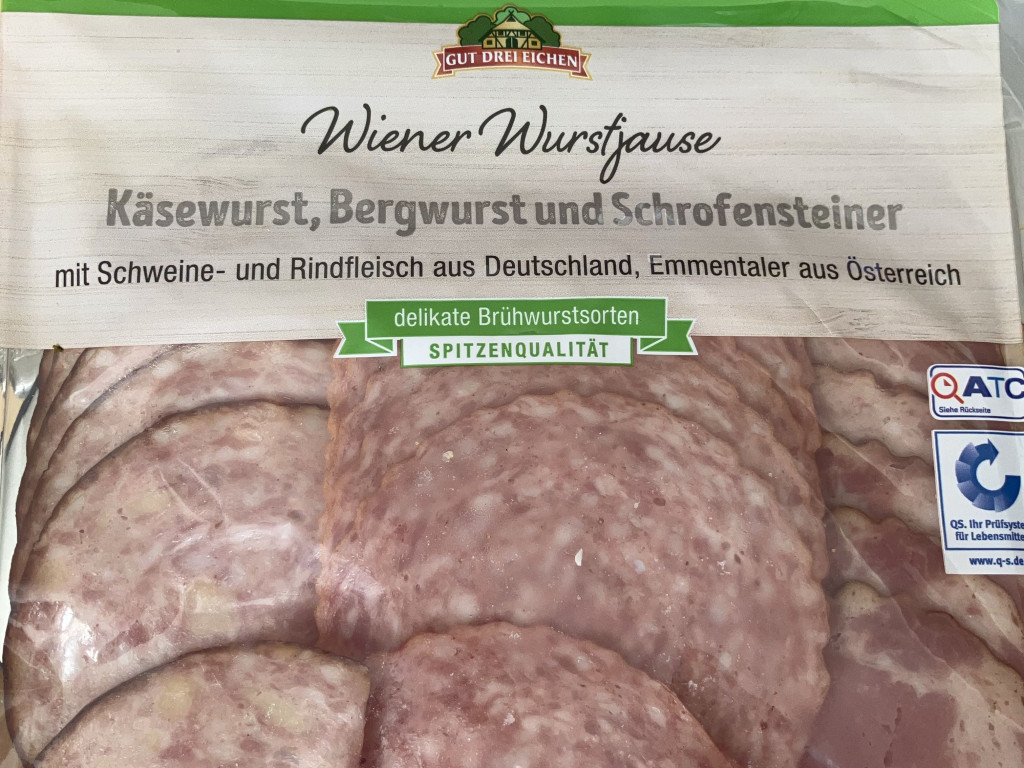 GUT DREI EICHEN
Wiener Wurstjause
Käsewurst, Bergwurst und Schrofensteiner
mit Schweine- und Rindfleisch aus Deutschland, Emmentaler aus Österreich
delikate Brühwurstsorten
SPITZENQUALITÄT
ATC
Siehe Rückseite
QS. Ihr Prüfsyste
für Lebensmitte
www.q-s.de